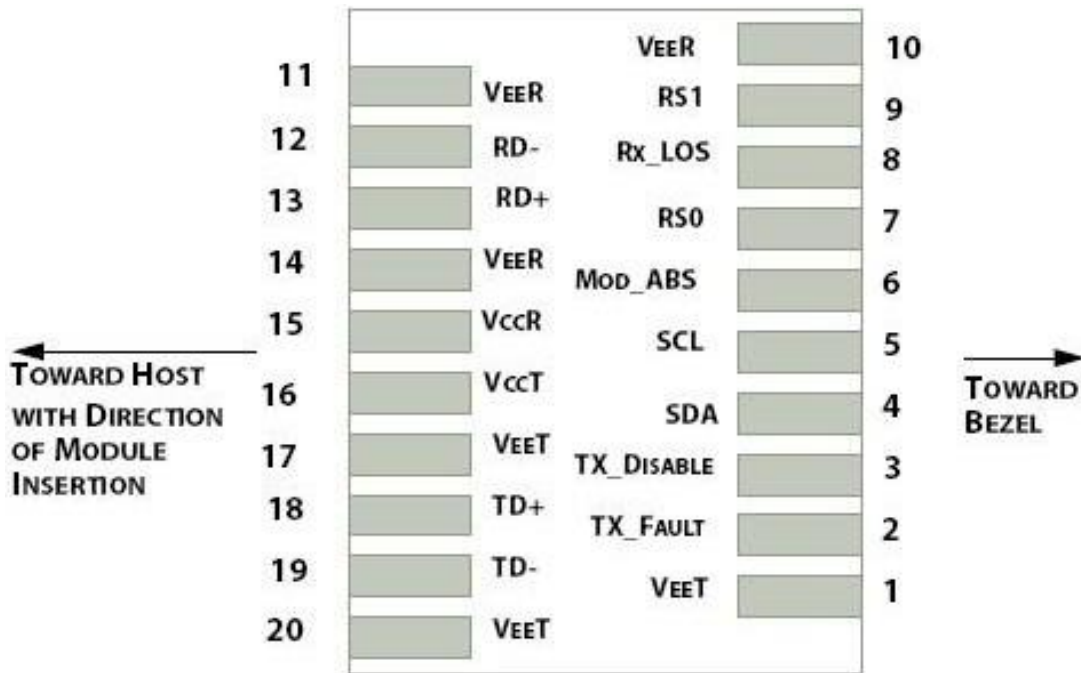 11 VEER
12 RD-
13 RD+
14 VEER
15 VCCR
16 VCCT
17 VEET
18 TD+
19 TD-
20 VEET
VEER 10
RS1 9
RX_LOS 8
RS0 7
MOD_ABS 6
SCL 5
SDA 4
TX_DISABLE 3
TX_FAULT 2
VEET 1
TOWARD HOST
WITH DIRECTION
OF MODULE
INSERTION
TOWARD
BEZEL